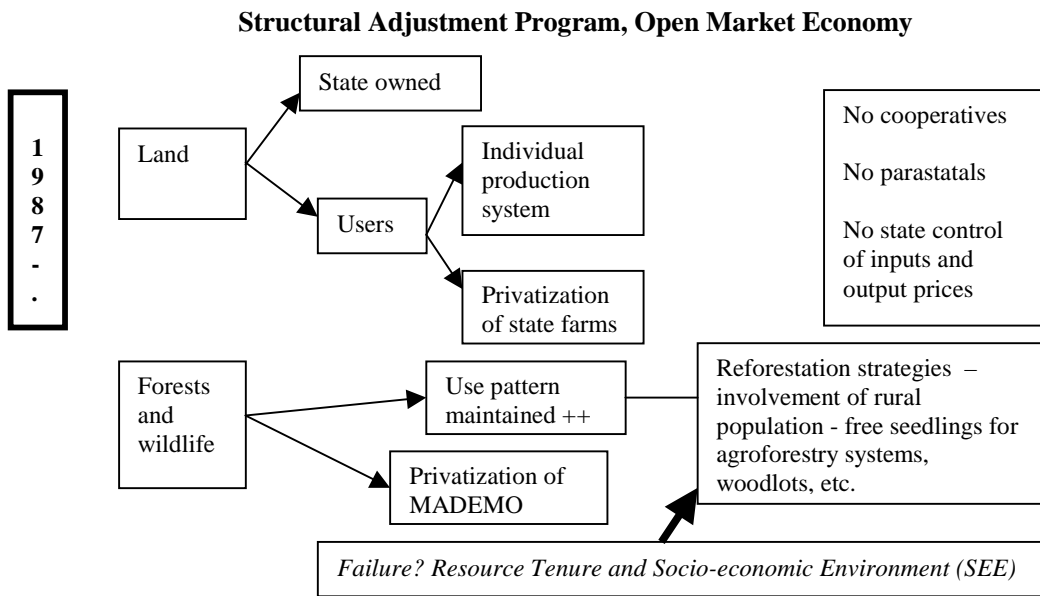 Structural Adjustment Program, Open Market Economy
1
9
8
7
-
.
Land
State owned
Users
Individual
production
system
Privatization
of state farms
No cooperatives
No parastatals
No state control
of inputs and
output prices
Forests
and
wildlife
Use pattern
maintained ++
Privatization of
MADEMO
Reforestation strategies –
involvement of rural
population - free seedlings for
agroforestry systems,
woodlots, etc.
Failure? Resource Tenure and Socio-economic Environment (SEE)